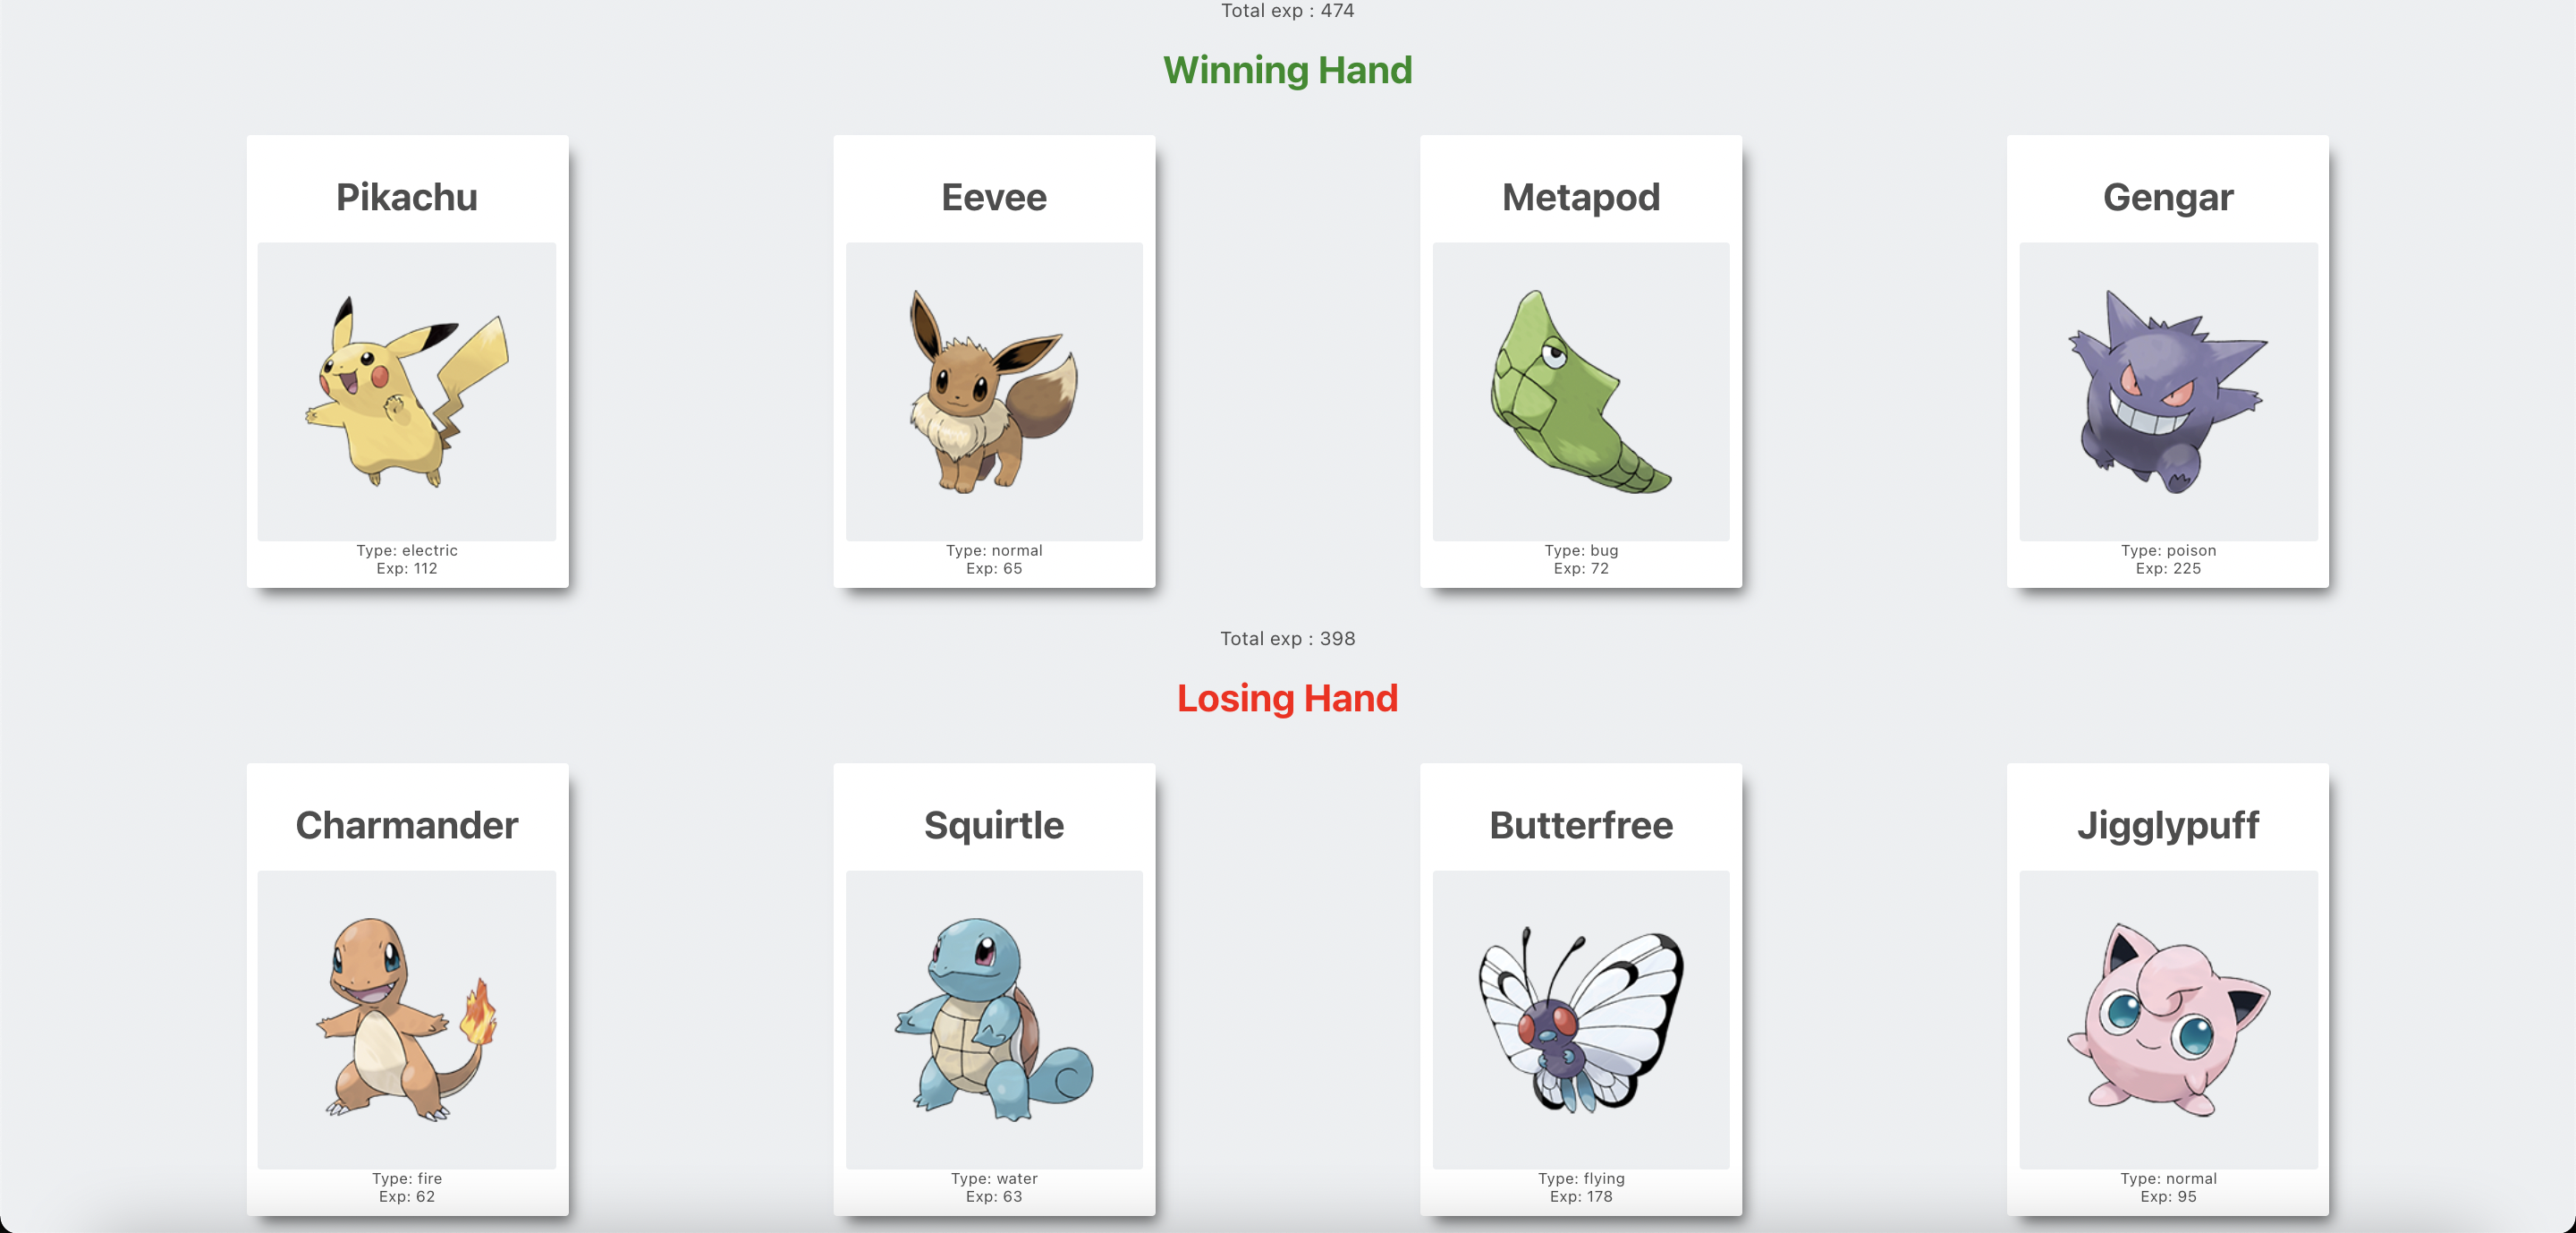 Total exp : 474
Winning Hand
Pikachu
Type: electric
Exp: 112
Eevee
Type: normal
Exp: 65
Metapod
Type: bug
Exp: 72
Gengar
Type: poison
Exp: 225
Total exp : 398
Losing Hand
Charmander
Type: fire
Exp: 62
Squirtle
Type: water
Exp: 63
Butterfree
Type: flying
Exp: 178
Jigglypuff
Type: normal
Exp: 95